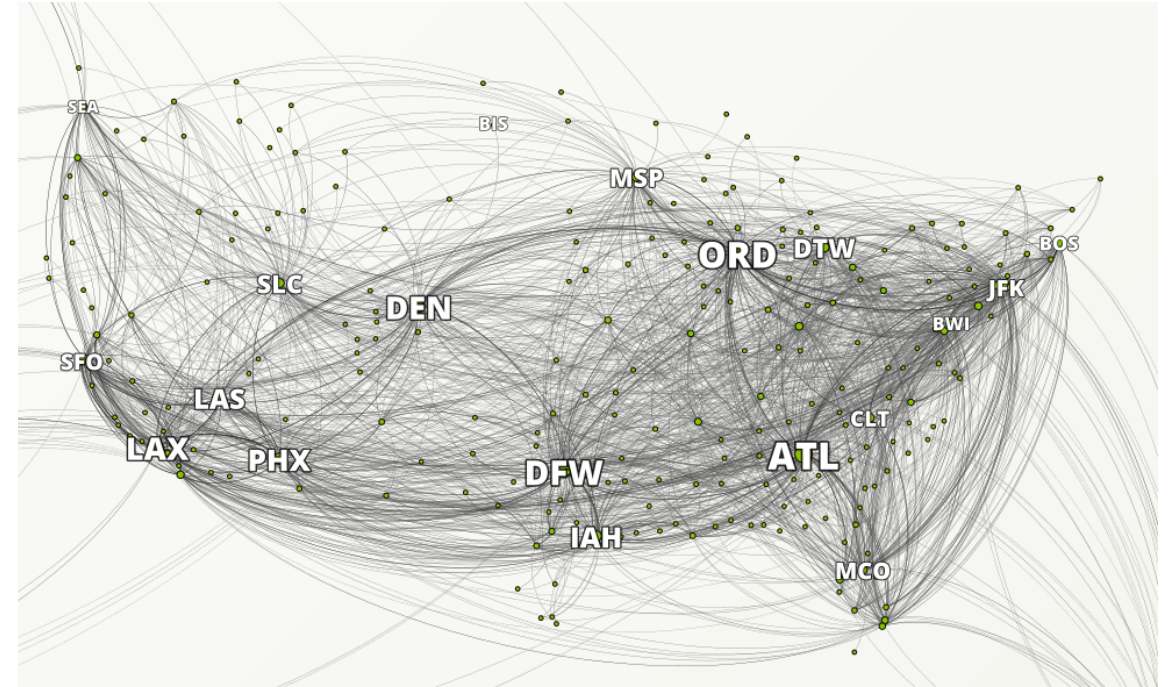 SEA
BIS
MSP
ORD
DTW
BOS
SLC
DEN
JFK
BWI
SFO
LAS
CLT
LAX
PHX
DFW
ATL
IAH
MCO